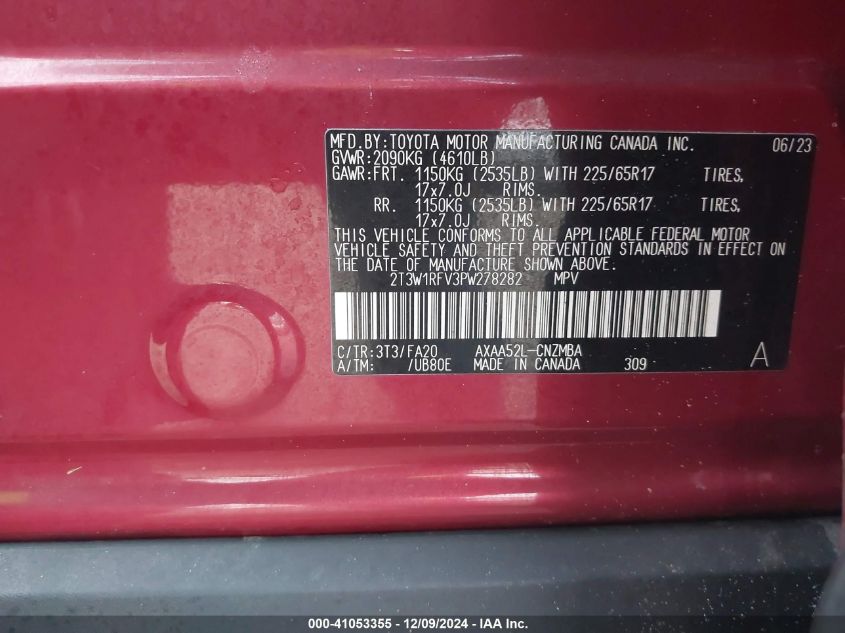 MFD.BY:TOYOTA MOTOR MANUFACTURING CANADA INC. 06/23
GVWR:2090KG (4610LB)
GAWR:FRT. 1150KG (2535LB) WITH 225/65R17 TIRES,
17x7.0J RIMS.
RR. 1150KG (2535LB) WITH 225/65R17 TIRES,
17x7.0J RIMS.
THIS VEHICLE CONFORMS TO ALL APPLICABLE FEDERAL MOTOR
VEHICLE SAFETY AND THEFT PREVENTION STANDARDS IN EFFECT ON
THE DATE OF MANUFACTURE SHOWN ABOVE.
2T3W1RFV3PW278282 MPV
C/TR:3T3/FA20 AXAA52L-CNZMBA A
A/TM: /UB80E MADE IN CANADA 309
000-41053355 - 12/09/2024 - IAA Inc.